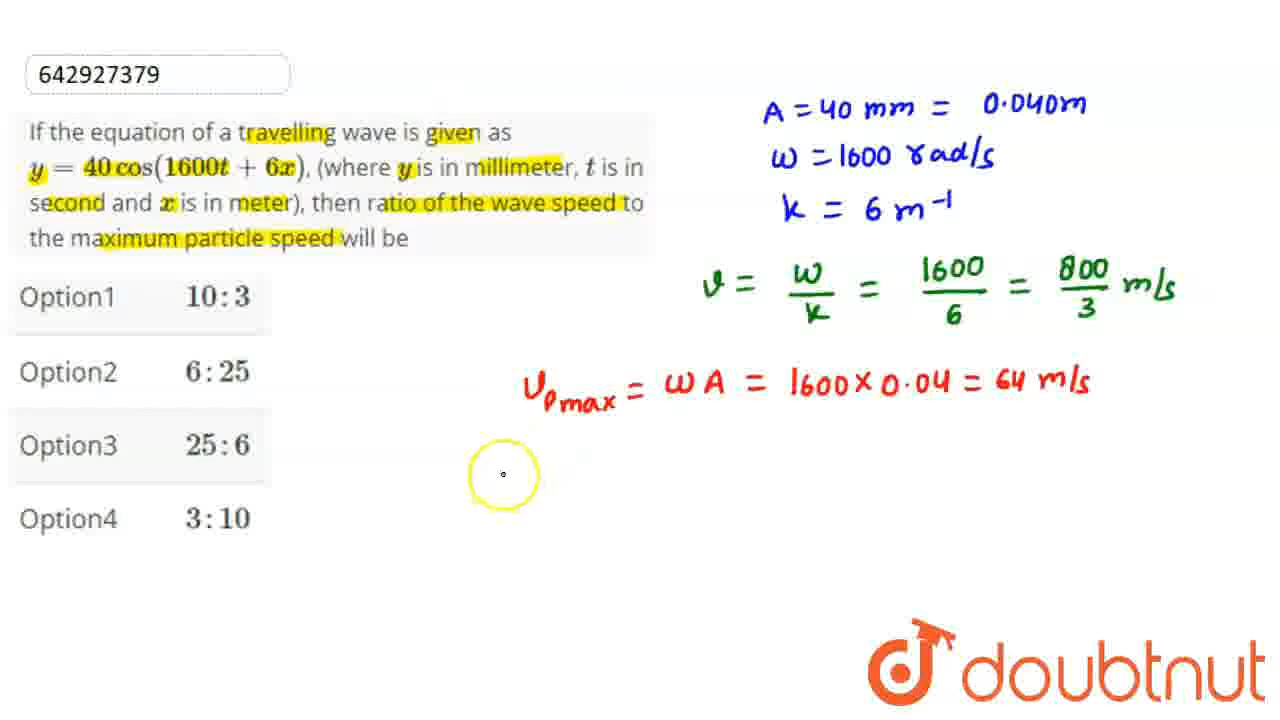 642927379
If the equation of a travelling wave is given as
y = 40 cos(1600t + 6x), (where y is in millimeter, t is in
second and x is in meter), then ratio of the wave speed to
the maximum particle speed will be
Option1 10 : 3
Option2 6 : 25
Option3 25 : 6
Option4 3 : 10
A = 40 mm = 0.040m
ω = 1600 rad/s
k = 6 m⁻¹
v = ω/k = 1600/6 = 800/3 m/s
vₚ max = ω A = 1600 × 0.04 = 64 m/s
doubtnut